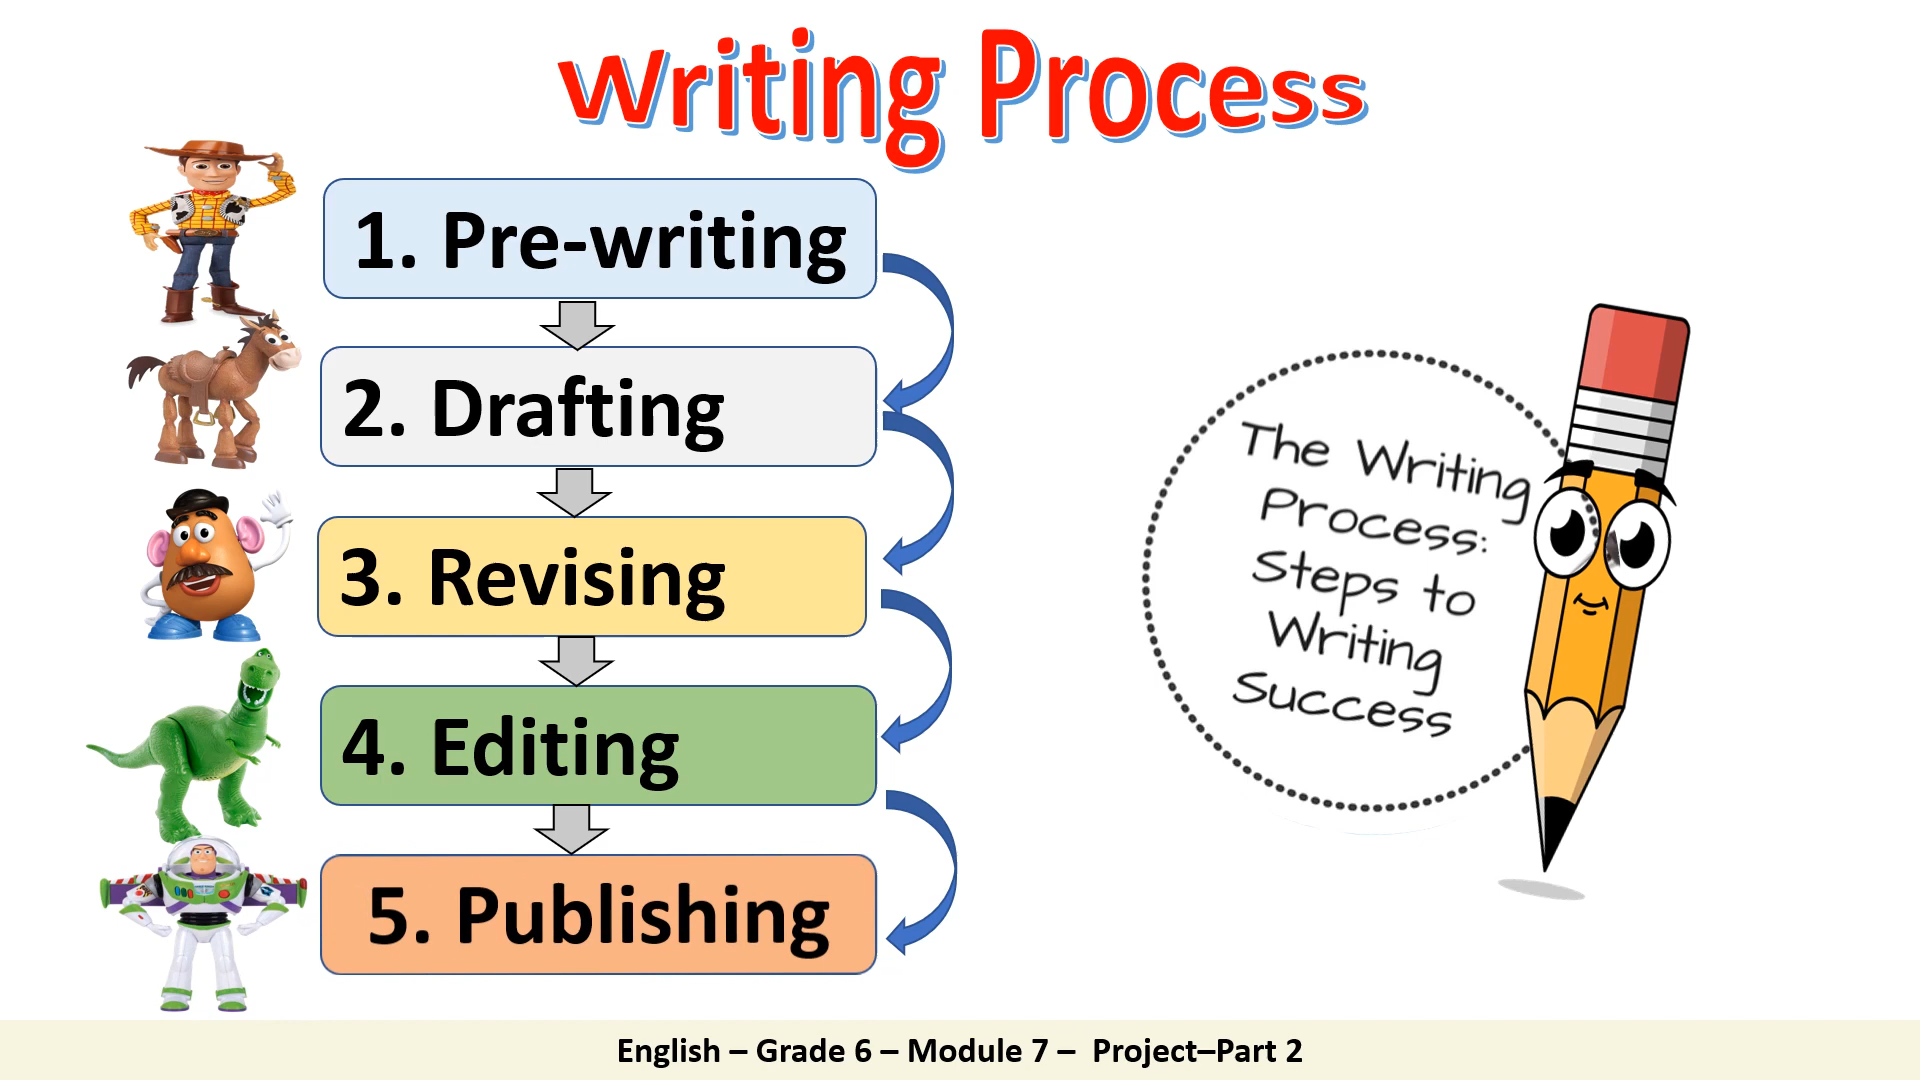 Writing Process
1. Pre-writing
2. Drafting
3. Revising
4. Editing
5. Publishing
The Writing
Process:
Steps to
Writing
Success
English – Grade 6 – Module 7 – Project–Part 2